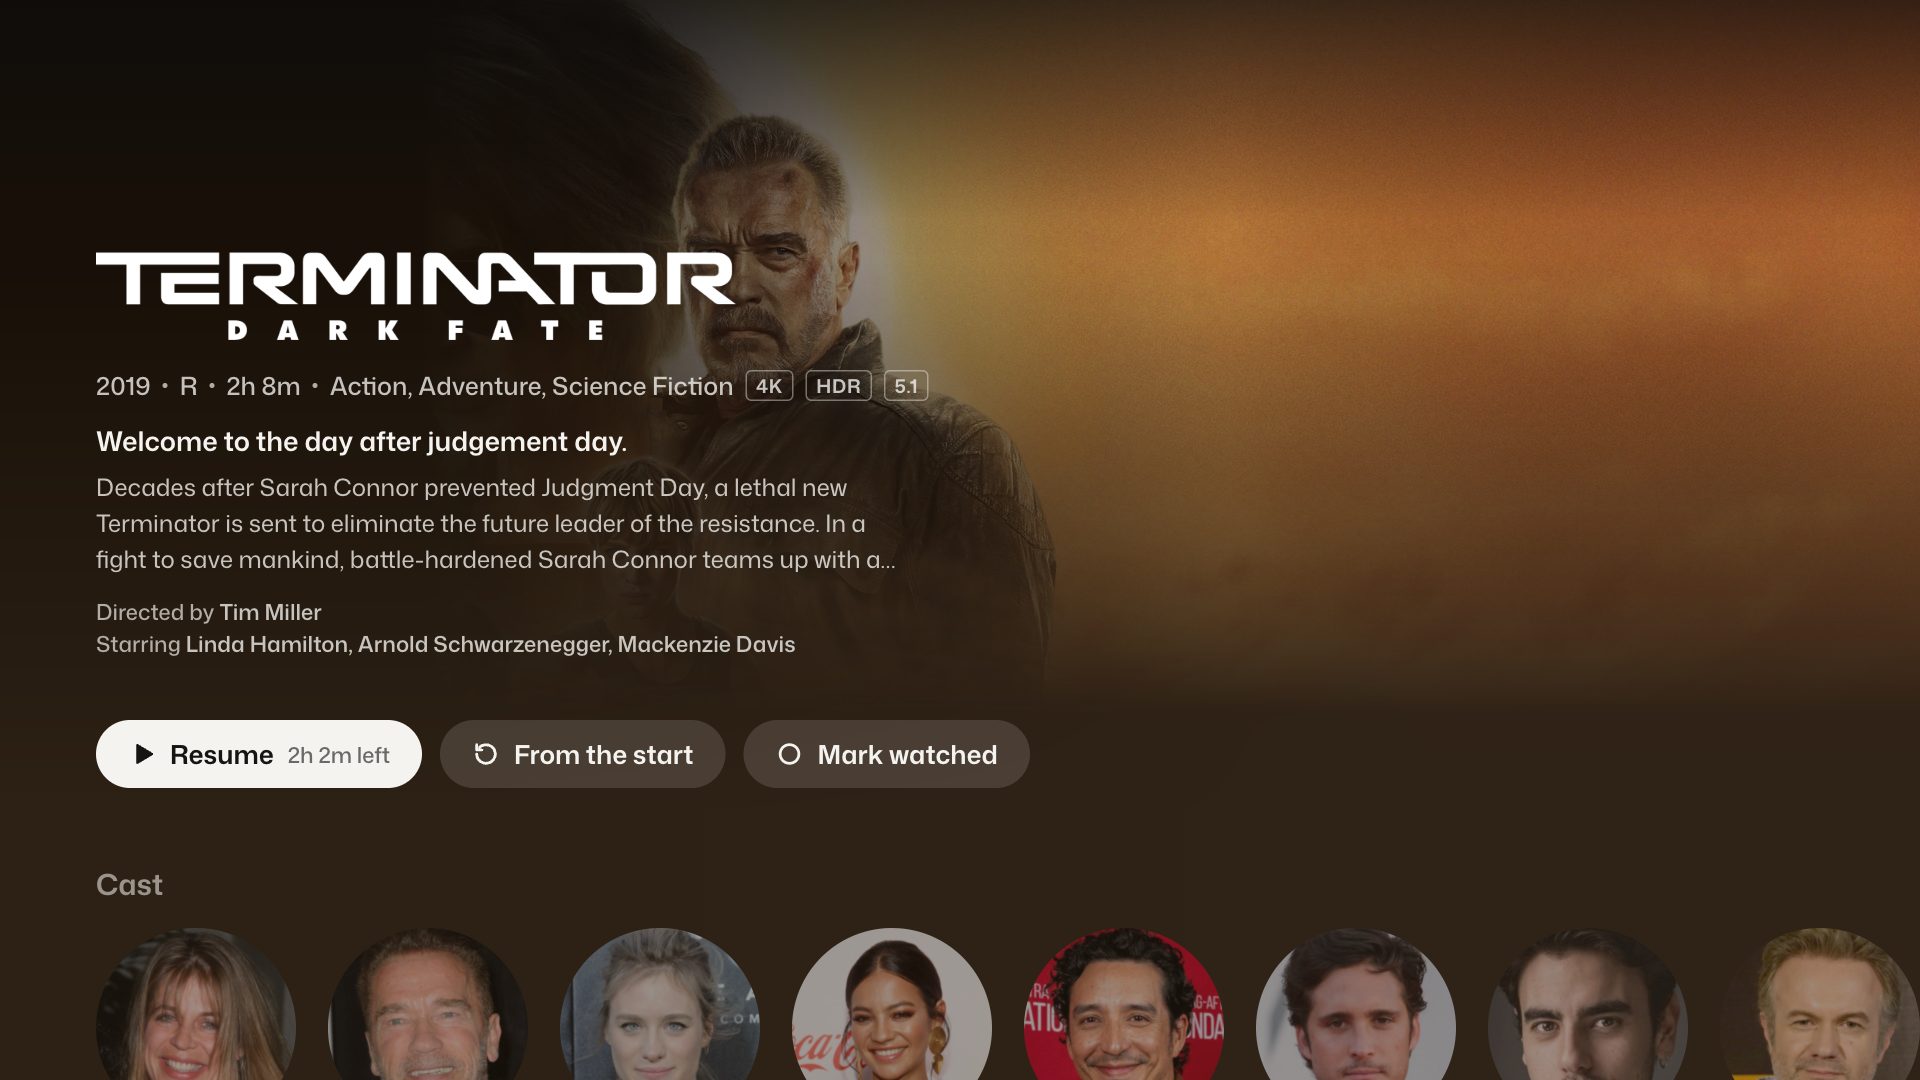 TERMINATOR
DARK FATE
2019 • R • 2h 8m • Action, Adventure, Science Fiction 4K HDR 5.1
Welcome to the day after judgement day.
Decades after Sarah Connor prevented Judgment Day, a lethal new
Terminator is sent to eliminate the future leader of the resistance. In a
fight to save mankind, battle-hardened Sarah Connor teams up with a...
Directed by Tim Miller
Starring Linda Hamilton, Arnold Schwarzenegger, Mackenzie Davis
Resume 2h 2m left
From the start
Mark watched
Cast